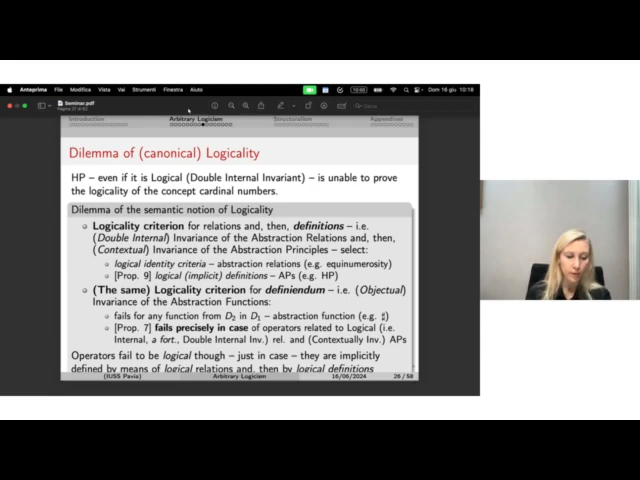 Anteprima File Modifica Vista Vai Strumenti Finestra Aiuto Dom 16 giu 10:18
Seminar.pdf
Pagina 27 di 62
Cerca
Introduction Arbitrary Logicism Structuralism Appendixes
Dilemma of (canonical) Logicality
HP – even if it is Logical (Double Internal Invariant) – is unable to prove
the logicality of the concept cardinal numbers.
Dilemma of the semantic notion of Logicality
Logicality criterion for relations and, then, definitions – i.e.
(Double Internal) Invariance of the Abstraction Relations and, then,
(Contextual) Invariance of the Abstraction Principles – select:
logical identity criteria – abstraction relations (e.g. equinumerosity)
[Prop. 9] logical (implicit) definitions – APs (e.g. HP)
(The same) Logicality criterion for definiendum – i.e. (Objectual)
Invariance of the Abstraction Functions:
fails for any function from D₂ in D₁ – abstraction function (e.g. ♯)
[Prop. 7] fails precisely in case of operators related to Logical (i.e.
Internal, a fort., Double Internal Inv.) rel. and (Contextually Inv.) APs
Operators fail to be logical though – just in case – they are implicitly
defined by means of logical relations and, then by logical definitions
(IUSS Pavia) Arbitrary Logicism 16/06/2024 26 / 58